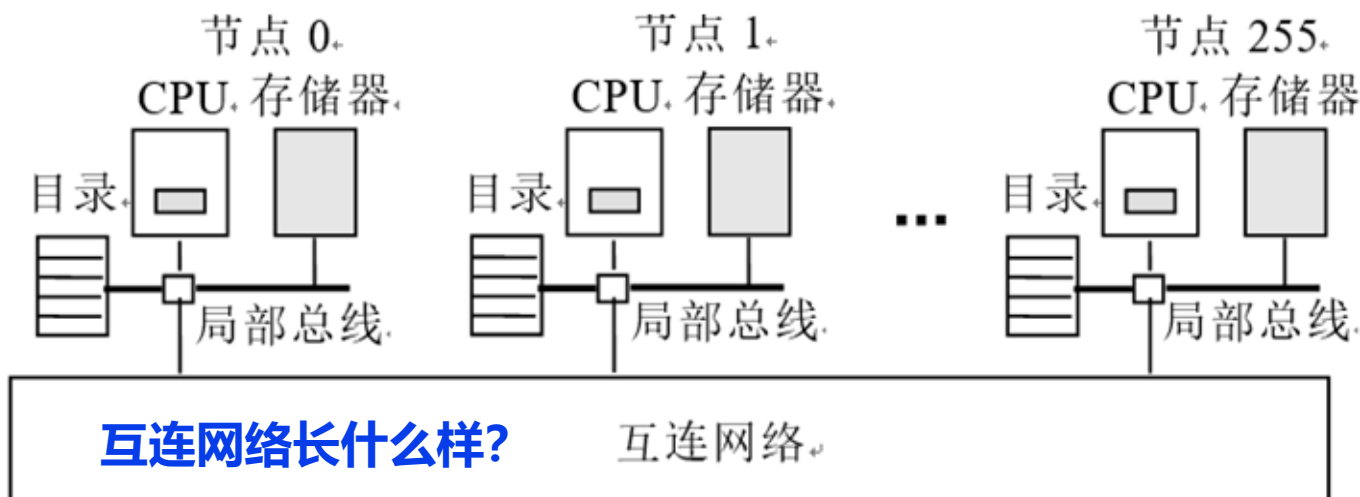 节点 0 节点 1 节点 255
CPU 存储器 CPU 存储器 CPU 存储器
目录 目录 ... 目录
局部总线 局部总线 局部总线
互连网络长什么样? 互连网络